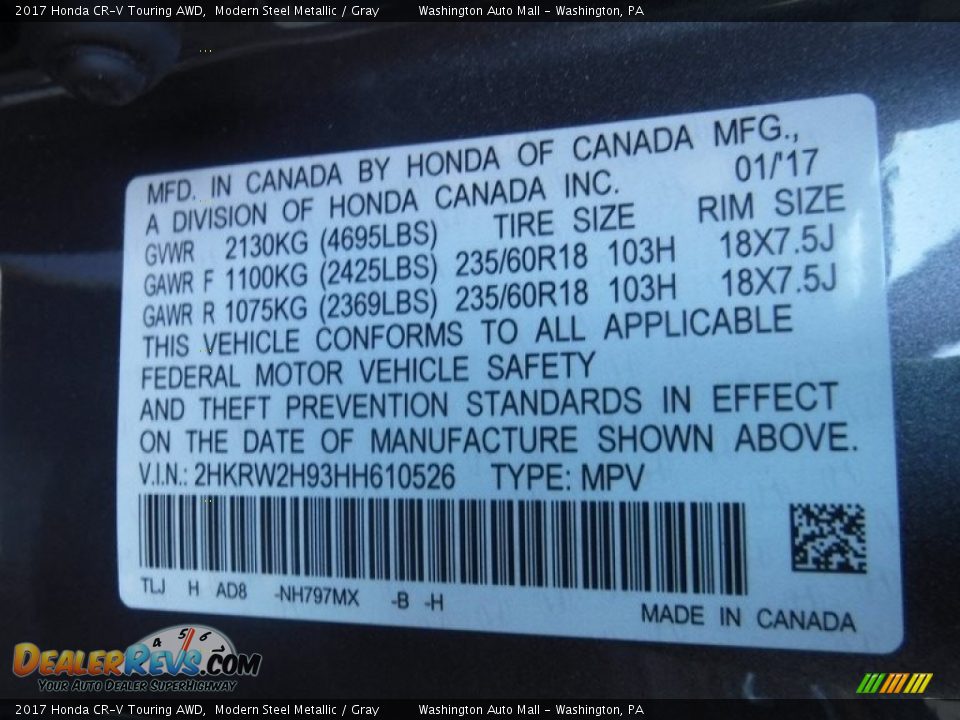 2017 Honda CR-V Touring AWD, Modern Steel Metallic / Gray Washington Auto Mall - Washington, PA
MFD. IN CANADA BY HONDA OF CANADA MFG.,
A DIVISION OF HONDA CANADA INC. 01/'17
GVWR 2130KG (4695LBS) TIRE SIZE RIM SIZE
GAWR F 1100KG (2425LBS) 235/60R18 103H 18X7.5J
GAWR R 1075KG (2369LBS) 235/60R18 103H 18X7.5J
THIS VEHICLE CONFORMS TO ALL APPLICABLE
FEDERAL MOTOR VEHICLE SAFETY
AND THEFT PREVENTION STANDARDS IN EFFECT
ON THE DATE OF MANUFACTURE SHOWN ABOVE.
V.I.N.: 2HKRW2H93HH610526 TYPE: MPV
TLJ H AD8 -NH797MX -B -H
MADE IN CANADA
4 5 6
DEALERREVS.COM
YOUR AUTO DEALER SUPERHIGHWAY
2017 Honda CR-V Touring AWD, Modern Steel Metallic / Gray Washington Auto Mall - Washington, PA